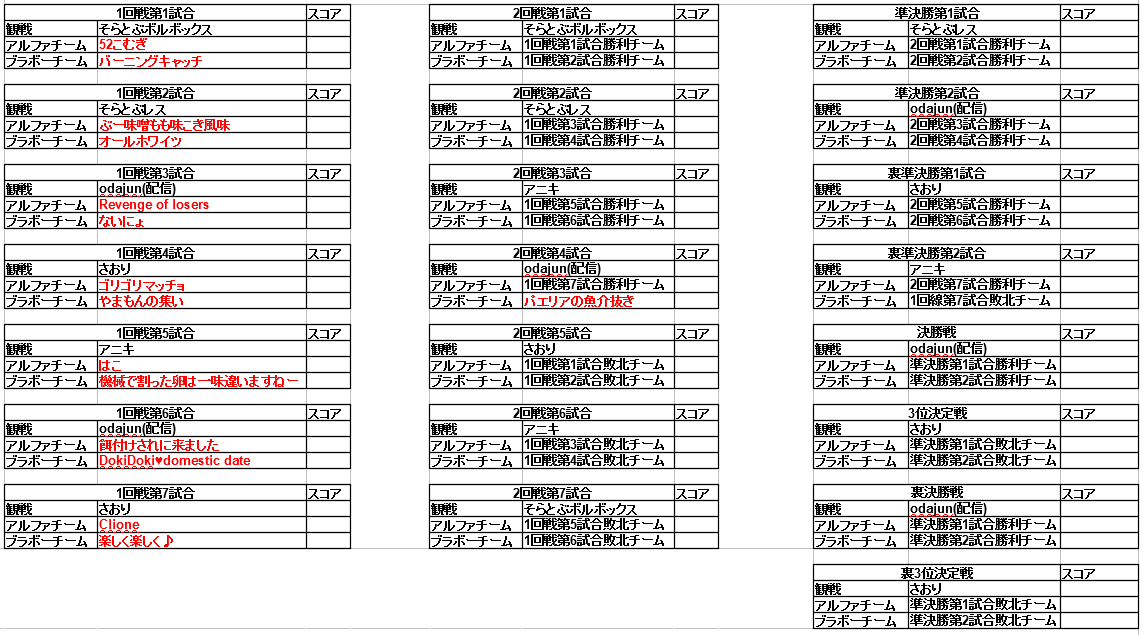 1回戦第1試合 スコア
観戦 そらとぶボルボックス
アルファチーム 52こむぎ
ブラボーチーム バーニングキャッチ
1回戦第2試合 スコア
観戦 そらとぶレス
アルファチーム ぶー味噌もも味こき風味
ブラボーチーム オールホワイツ
1回戦第3試合 スコア
観戦 odajun(配信)
アルファチーム Revenge of losers
ブラボーチーム ないにょ
1回戦第4試合 スコア
観戦 さおり
アルファチーム ゴリゴリマッチョ
ブラボーチーム やまもんの集い
1回戦第5試合 スコア
観戦 アニキ
アルファチーム はこ
ブラボーチーム 機械で割った卵は一味違いますねー
1回戦第6試合 スコア
観戦 odajun(配信)
アルファチーム 餌付けされに来ました
ブラボーチーム DokiDoki♥domestic date
1回戦第7試合 スコア
観戦 さおり
アルファチーム Clione
ブラボーチーム 楽しく楽しく♪
2回戦第1試合 スコア
観戦 そらとぶボルボックス
アルファチーム 1回戦第1試合勝利チーム
ブラボーチーム 1回戦第2試合勝利チーム
2回戦第2試合 スコア
観戦 そらとぶレス
アルファチーム 1回戦第3試合勝利チーム
ブラボーチーム 1回戦第4試合勝利チーム
2回戦第3試合 スコア
観戦 アニキ
アルファチーム 1回戦第5試合勝利チーム
ブラボーチーム 1回戦第6試合勝利チーム
2回戦第4試合 スコア
観戦 odajun(配信)
アルファチーム 1回戦第7試合勝利チーム
ブラボーチーム パエリアの魚介抜き
2回戦第5試合 スコア
観戦 さおり
アルファチーム 1回戦第1試合敗北チーム
ブラボーチーム 1回戦第2試合敗北チーム
2回戦第6試合 スコア
観戦 アニキ
アルファチーム 1回戦第3試合敗北チーム
ブラボーチーム 1回戦第4試合敗北チーム
2回戦第7試合 スコア
観戦 そらとぶボルボックス
アルファチーム 1回戦第5試合敗北チーム
ブラボーチーム 1回戦第6試合敗北チーム
準決勝第1試合 スコア
観戦 そらとぶレス
アルファチーム 2回戦第1試合勝利チーム
ブラボーチーム 2回戦第2試合勝利チーム
準決勝第2試合 スコア
観戦 odajun(配信)
アルファチーム 2回戦第3試合勝利チーム
ブラボーチーム 2回戦第4試合勝利チーム
裏準決勝第1試合 スコア
観戦 さおり
アルファチーム 2回戦第5試合勝利チーム
ブラボーチーム 2回戦第6試合勝利チーム
裏準決勝第2試合 スコア
観戦 アニキ
アルファチーム 2回戦第7試合勝利チーム
ブラボーチーム 1回線第7試合敗北チーム
決勝戦 スコア
観戦 odajun(配信)
アルファチーム 準決勝第1試合勝利チーム
ブラボーチーム 準決勝第2試合勝利チーム
3位決定戦 スコア
観戦 さおり
アルファチーム 準決勝第1試合敗北チーム
ブラボーチーム 準決勝第2試合敗北チーム
裏決勝戦 スコア
観戦 odajun(配信)
アルファチーム 準決勝第1試合勝利チーム
ブラボーチーム 準決勝第2試合勝利チーム
裏3位決定戦 スコア
観戦 さおり
アルファチーム 準決勝第1試合敗北チーム
ブラボーチーム 準決勝第2試合敗北チーム